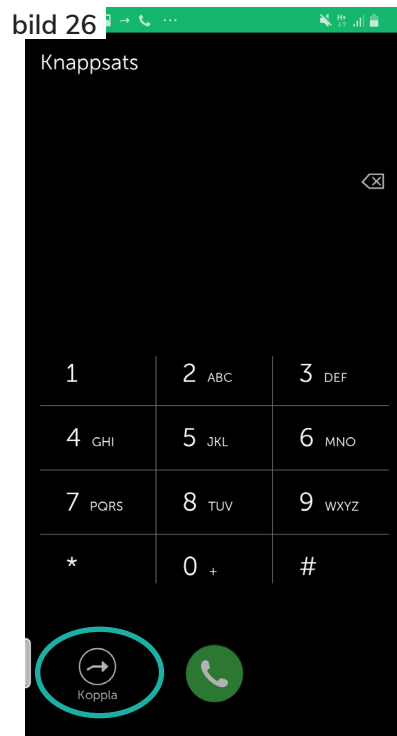 bild 26
Knappsats
1 2 ABC 3 DEF
4 GHI 5 JKL 6 MNO
7 PQRS 8 TUV 9 WXYZ
* 0 + #
Koppla